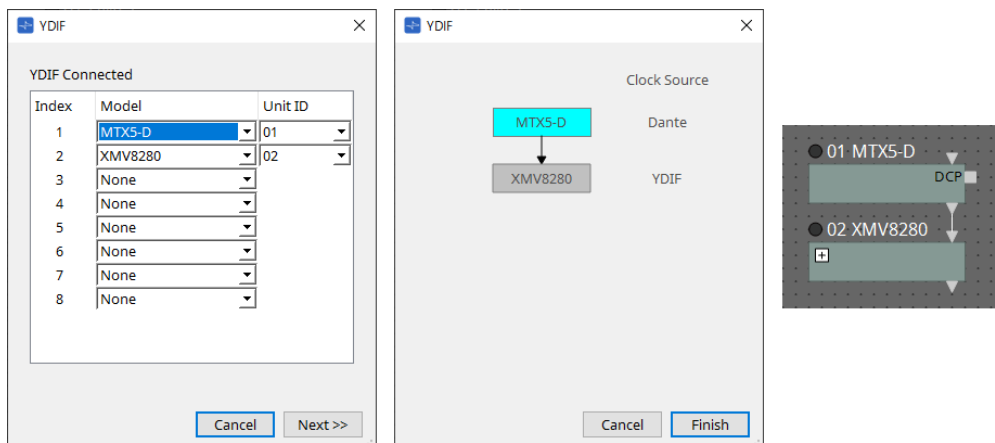 YDIF
YDIF Connected
Index Model Unit ID
1 MTX5-D 01
2 XMV8280 02
3 None
4 None
5 None
6 None
7 None
8 None
Cancel Next >>
YDIF
Clock Source
MTX5-D Dante
XMV8280 YDIF
Cancel Finish
01 MTX5-D
DCP
02 XMV8280